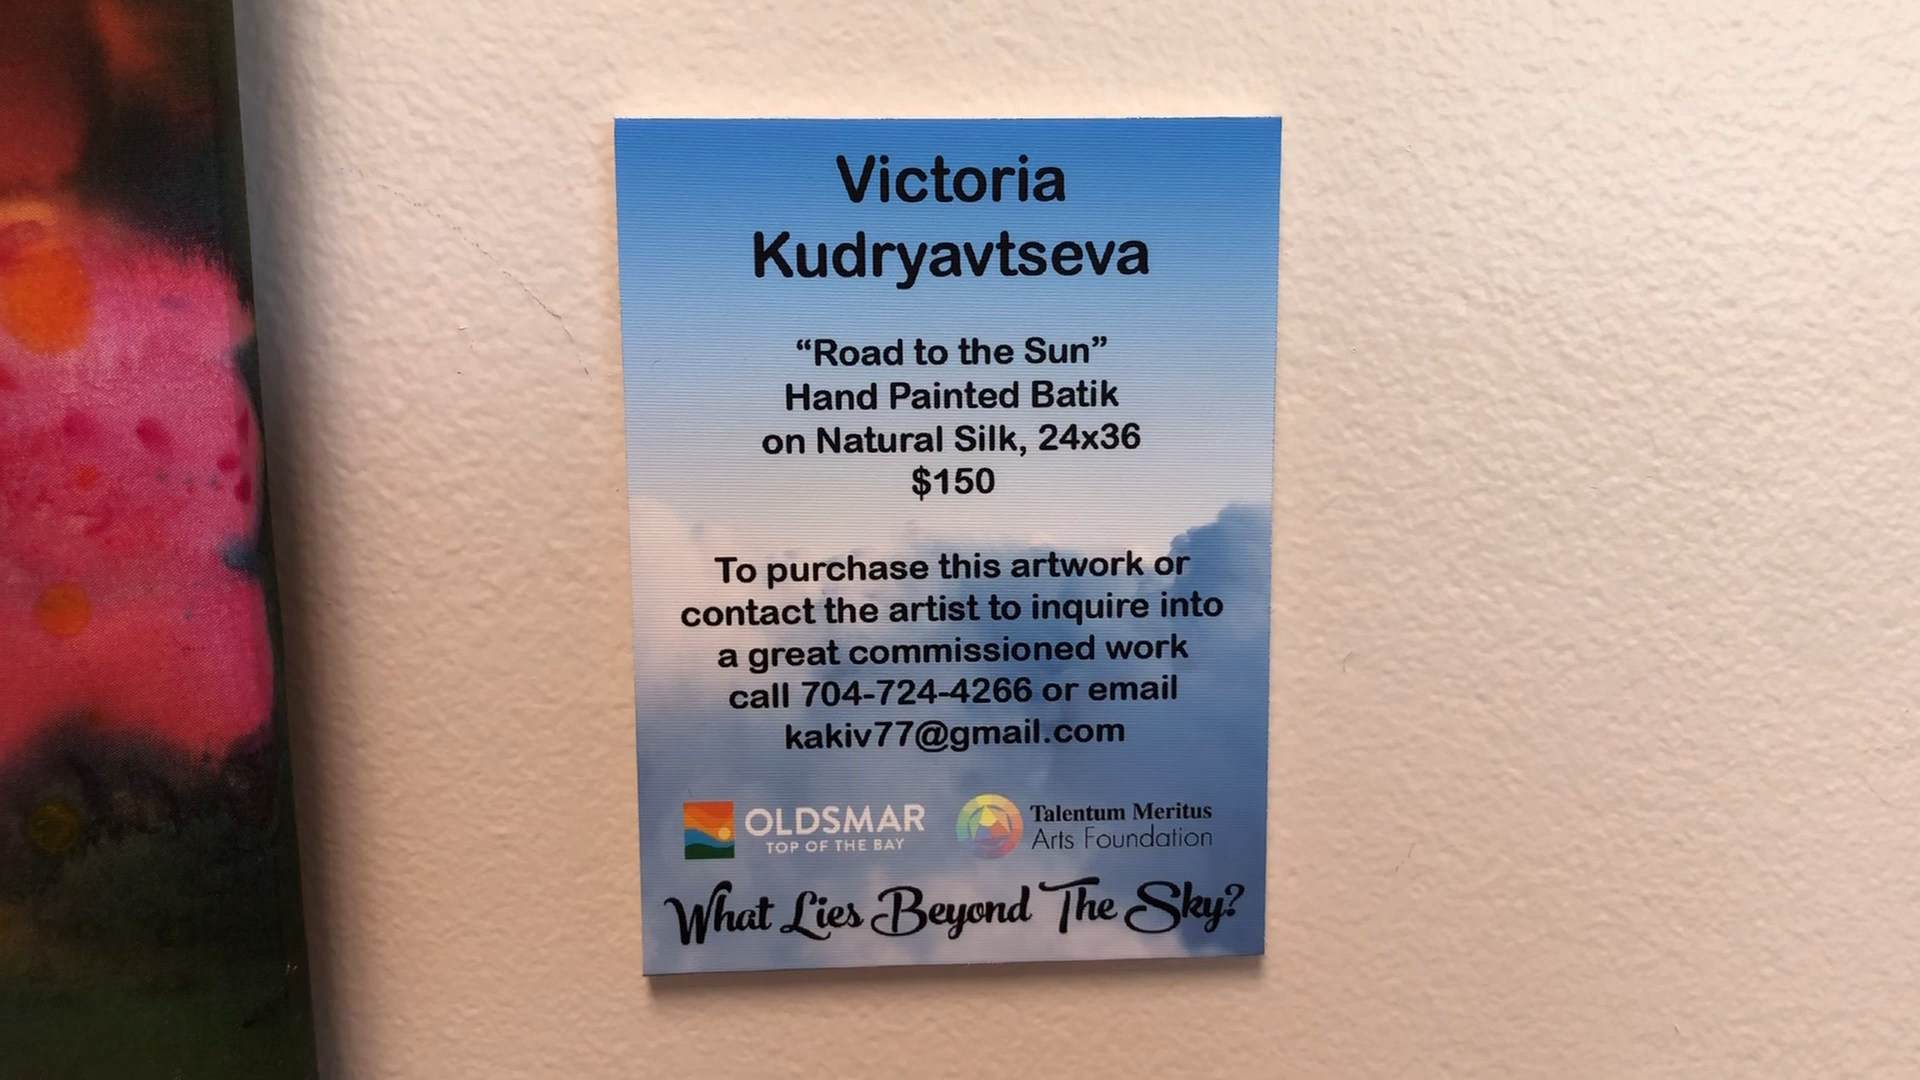 Victoria
Kudryavtseva
“Road to the Sun”
Hand Painted Batik
on Natural Silk, 24x36
$150
To purchase this artwork or
contact the artist to inquire into
a great commissioned work
call 704-724-4266 or email
kakiv77@gmail.com
OLDSMAR
TOP OF THE BAY
Talentum Meritus
Arts Foundation
What Lies Beyond The Sky?